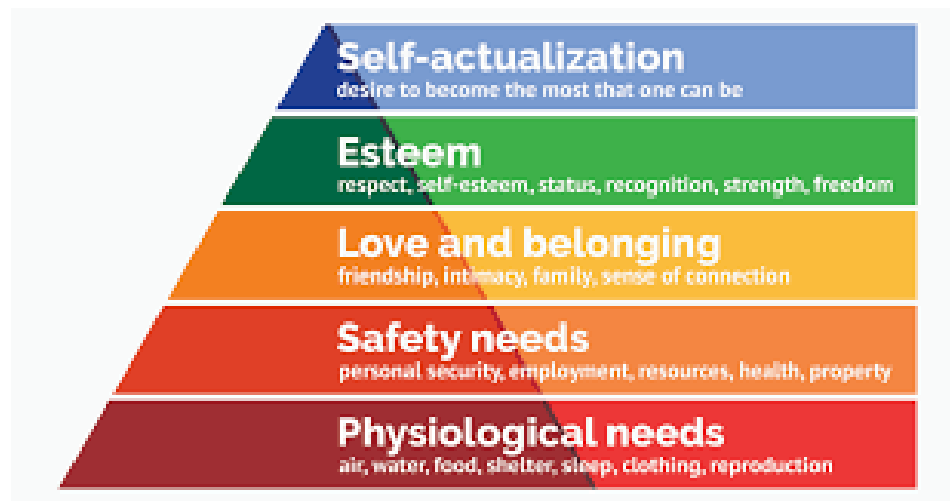 Self-actualization
desire to become the most that one can be
Esteem
respect, self-esteem, status, recognition, strength, freedom
Love and belonging
friendship, intimacy, family, sense of connection
Safety needs
personal security, employment, resources, health, property
Physiological needs
air, water, food, shelter, sleep, clothing, reproduction